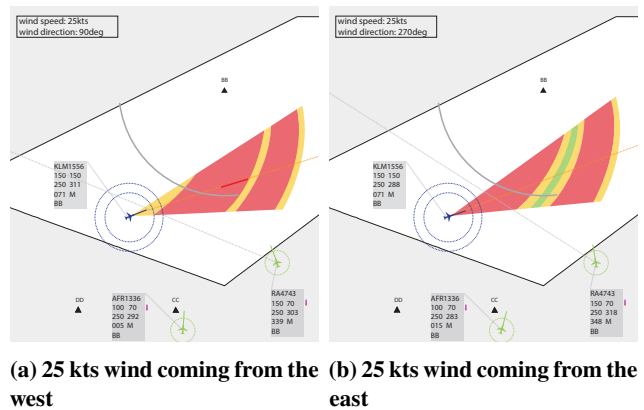 wind speed: 25kts
wind direction: 90deg
BB
KLM1556
150 150
250 311
071 M
BB
DD
AFR1336
100 70
250 292
005 M
BB
CC
RA4743
150 70
250 303
339 M
BB
wind speed: 25kts
wind direction: 270deg
BB
KLM1556
150 150
250 288
071 M
BB
DD
AFR1336
100 70
250 283
015 M
BB
CC
RA4743
150 70
250 318
348 M
BB
(a) 25 kts wind coming from the
west
(b) 25 kts wind coming from the
east